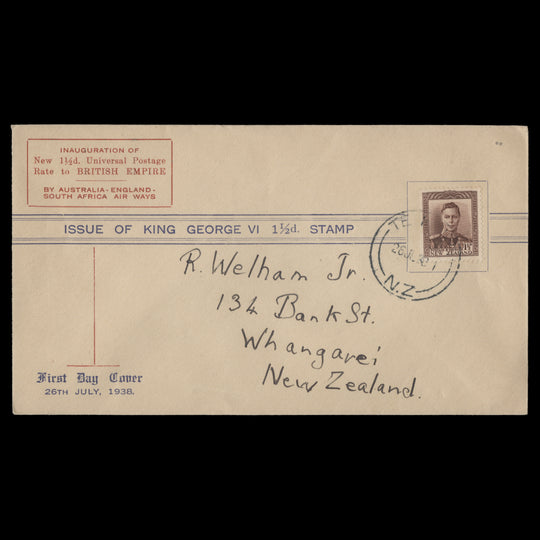 INAUGURATION OF
New 1½d. Universal Postage
Rate to BRITISH EMPIRE
BY AUSTRALIA-ENGLAND-
SOUTH AFRICA AIR WAYS
ISSUE OF KING GEORGE VI 1½d. STAMP
N.Z
R. Welham Jr.
134 Bank St.
Whangarei
New Zealand.
First Day Cover
26TH JULY, 1938.